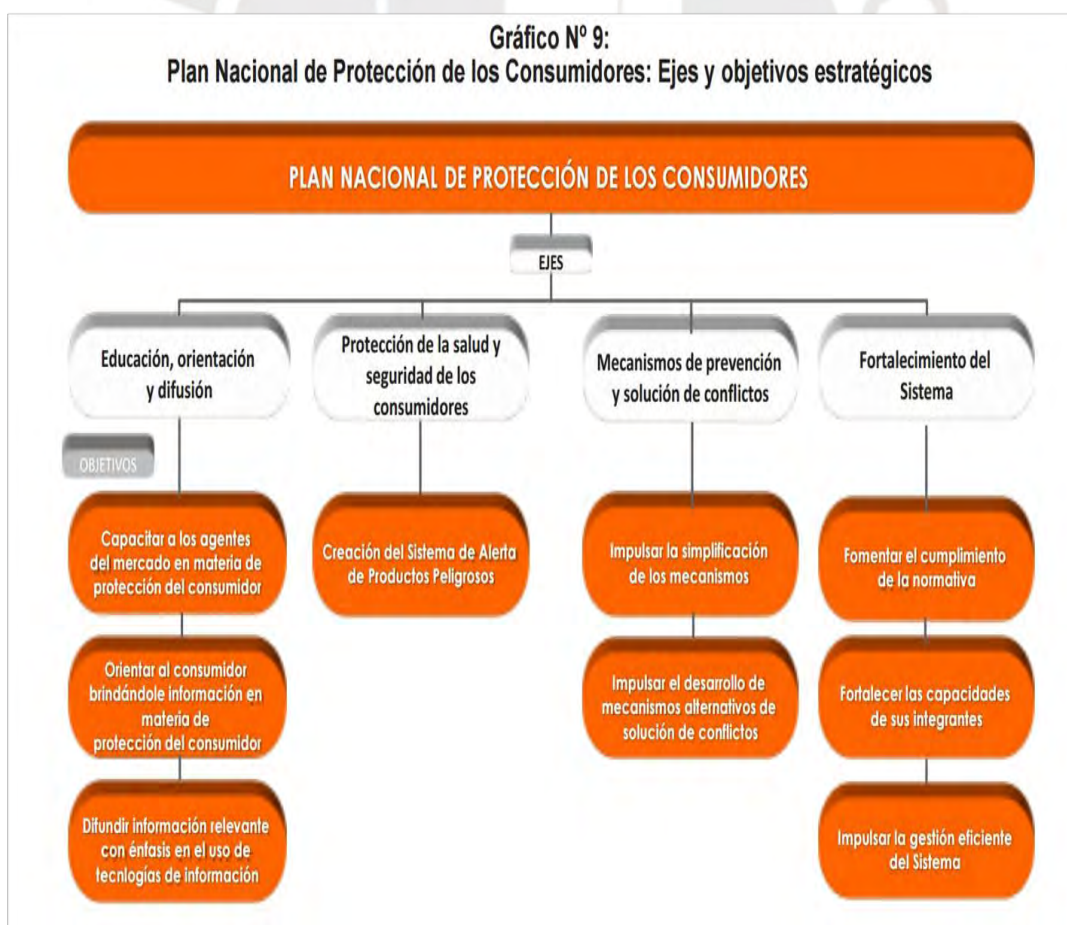 Gráfico Nº 9:
Plan Nacional de Protección de los Consumidores: Ejes y objetivos estratégicos
PLAN NACIONAL DE PROTECCIÓN DE LOS CONSUMIDORES
EJES
Educación, orientación
y difusión
Protección de la salud y
seguridad de los
consumidores
Mecanismos de prevención
y solución de conflictos
Fortalecimiento del
Sistema
OBJETIVOS
Capacitar a los agentes
del mercado en materia de
protección del consumidor
Creación del Sistema de Alerta
de Productos Peligrosos
Impulsar la simplificación
de los mecanismos
Fomentar el cumplimiento
de la normativa
Orientar al consumidor
brindándole información en
materia de
protección del consumidor
Impulsar el desarrollo de
mecanismos alternativos de
solución de conflictos
Fortalecer las capacidades
de sus integrantes
Difundir información relevante
con énfasis en el uso de
tecnlogías de información
Impulsar la gestión eficiente
del Sistema